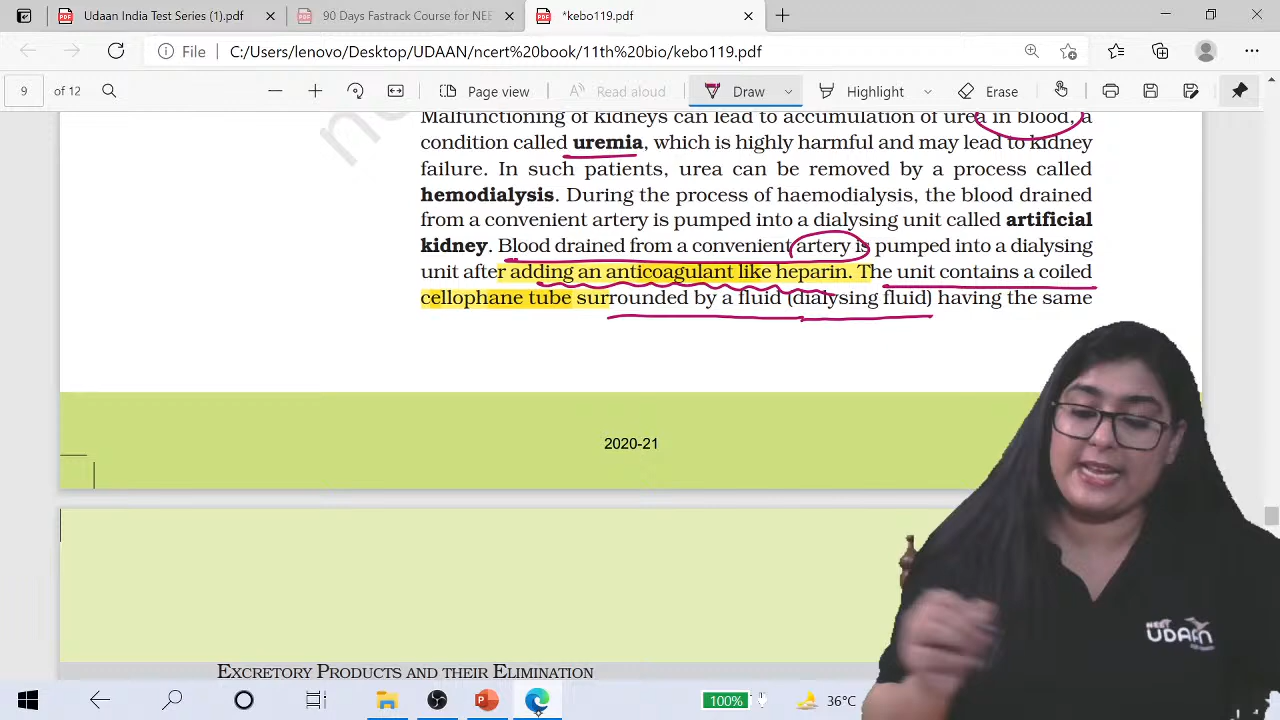 Udaan India Test Series (1).pdf
90 Days Fastrack Course for NEE
*kebo119.pdf
File C:/Users/lenovo/Desktop/UDAAN/ncert%20book/11th%20bio/kebo119.pdf
9 of 12 Page view Read aloud Draw Highlight Erase
Malfunctioning of kidneys can lead to accumulation of urea in blood, a
condition called uremia, which is highly harmful and may lead to kidney
failure. In such patients, urea can be removed by a process called
hemodialysis. During the process of haemodialysis, the blood drained
from a convenient artery is pumped into a dialysing unit called artificial
kidney. Blood drained from a convenient artery is pumped into a dialysing
unit after adding an anticoagulant like heparin. The unit contains a coiled
cellophane tube surrounded by a fluid (dialysing fluid) having the same
2020-21
NEET
UDAAN
EXCRETORY PRODUCTS AND THEIR ELIMINATION
100% 36°C